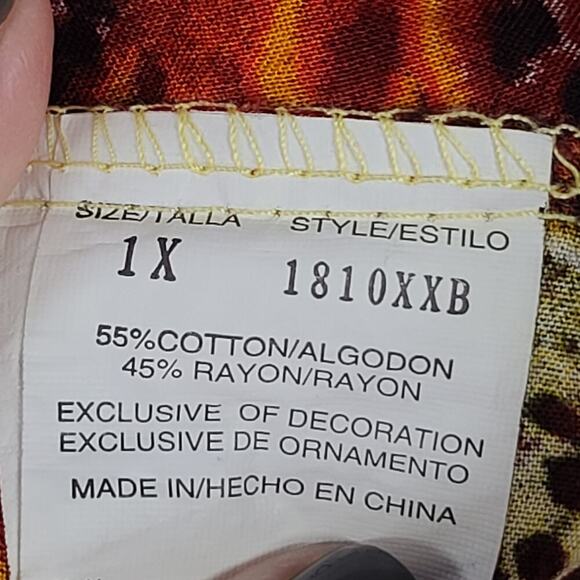 SIZE/TALLA STYLE/ESTILO
1X 1810XXB
55%COTTON/ALGODON
45% RAYON/RAYON
EXCLUSIVE OF DECORATION
EXCLUSIVE DE ORNAMENTO
MADE IN/HECHO EN CHINA